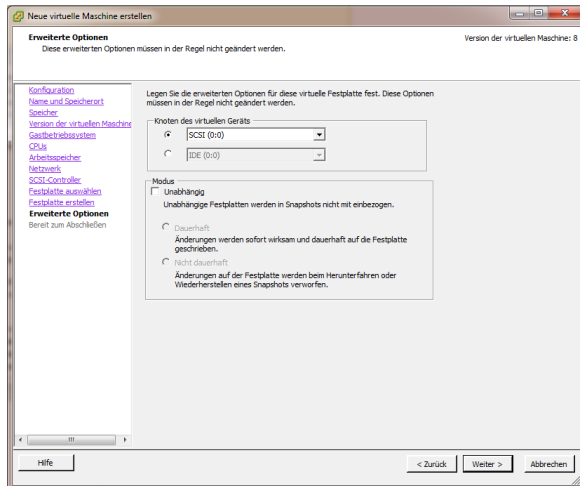 Neue virtuelle Maschine erstellen
Erweiterte Optionen
Diese erweiterten Optionen müssen in der Regel nicht geändert werden.
Version der virtuellen Maschine: 8
Konfiguration
Name und Speicherort
Speicher
Version der virtuellen Maschine
Gastbetriebssystem
CPUs
Arbeitsspeicher
Netzwerk
SCSI-Controller
Festplatte auswählen
Festplatte erstellen
Erweiterte Optionen
Bereit zum Abschließen
Legen Sie die erweiterten Optionen für diese virtuelle Festplatte fest. Diese Optionen
müssen in der Regel nicht geändert werden.
Knoten des virtuellen Geräts
SCSI (0:0)
IDE (0:0)
Modus
Unabhängig
Unabhängige Festplatten werden in Snapshots nicht mit einbezogen.
Dauerhaft
Änderungen werden sofort wirksam und dauerhaft auf die Festplatte
geschrieben.
Nicht dauerhaft
Änderungen auf der Festplatte werden beim Herunterfahren oder
Wiederherstellen eines Snapshots verworfen.
Hilfe
< Zurück
Weiter >
Abbrechen